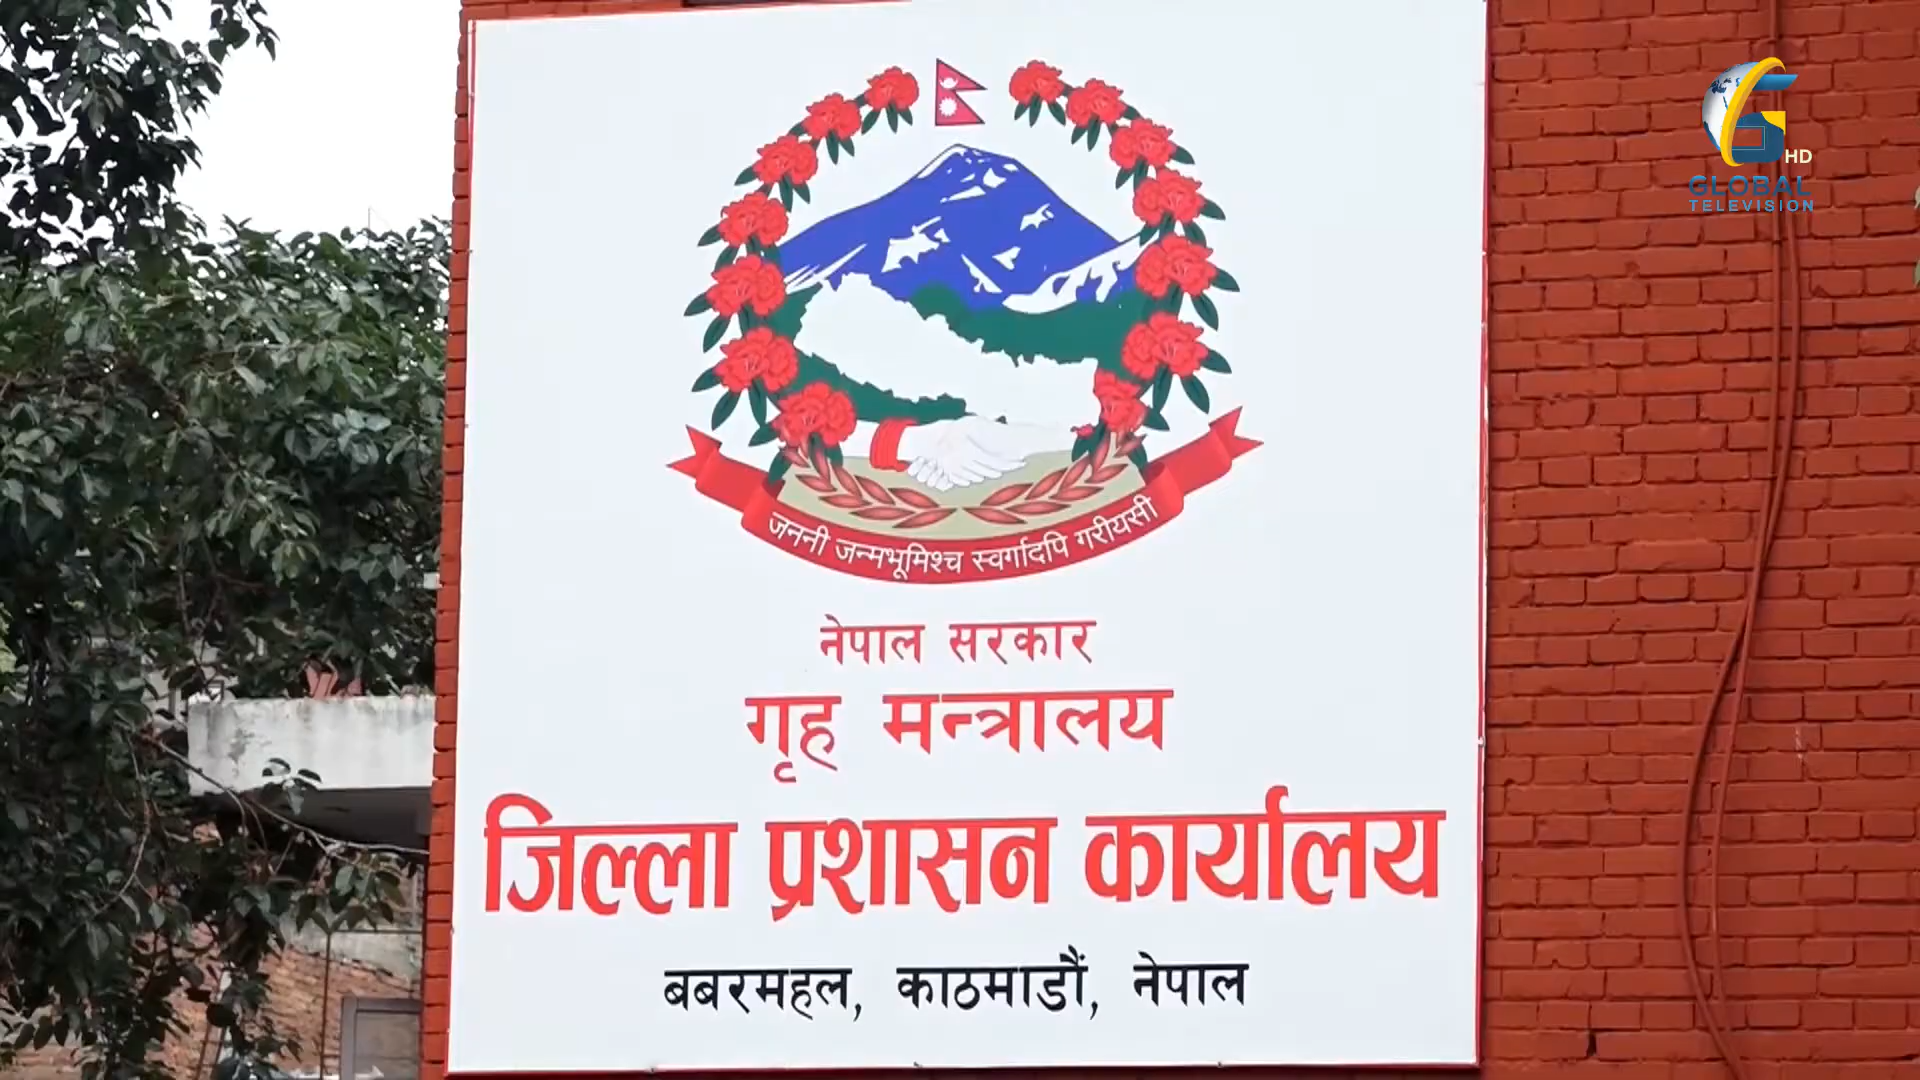 HD
GLOBAL
TELEVISION
जननी जन्मभूमिश्च स्वर्गादपि गरीयसी
नेपाल सरकार
गृह मन्त्रालय
जिल्ला प्रशासन कार्यालय
बबरमहल, काठमाडौं, नेपाल